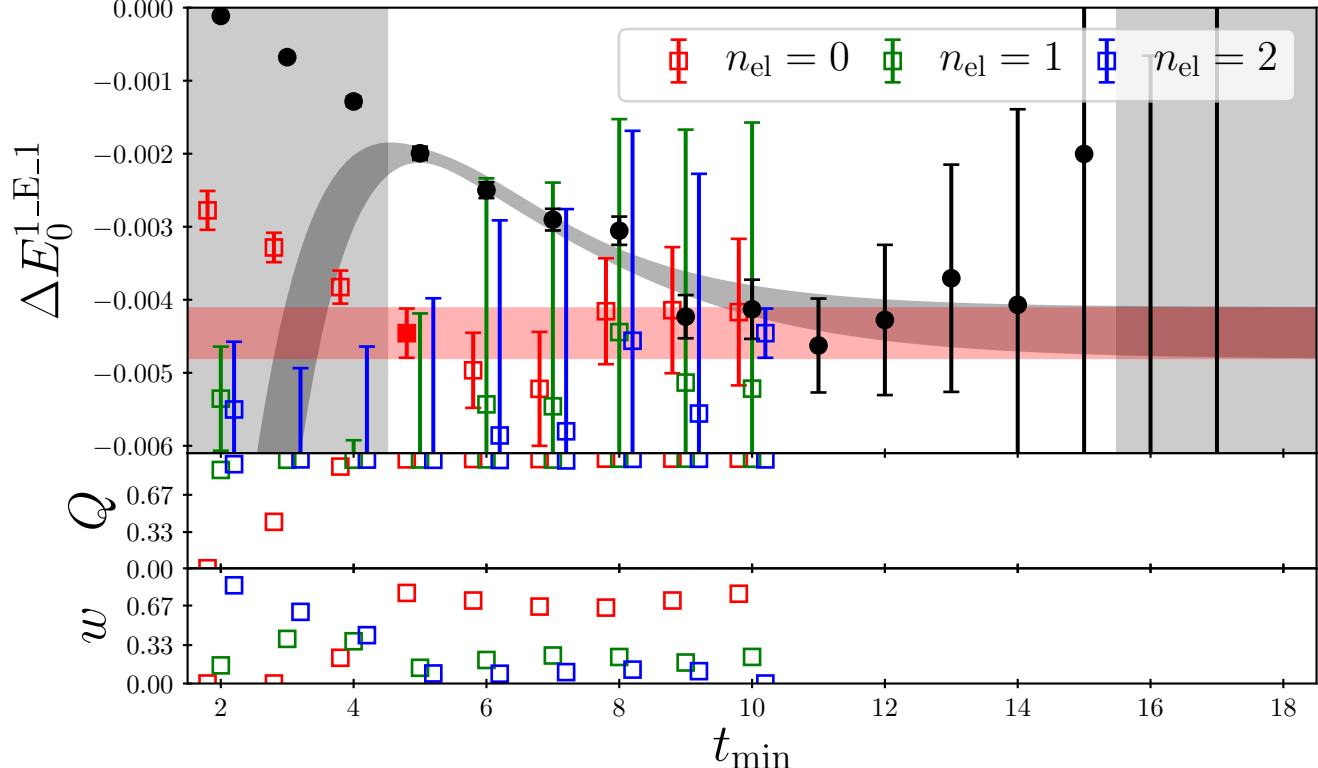 0.000
−0.001
−0.002
−0.003
−0.004
−0.005
−0.006
ΔE₀^{1_E_1}
n_el = 0
n_el = 1
n_el = 2
0.67
0.33
0.00
Q
0.67
0.33
0.00
w
2 4 6 8 10 12 14 16 18
t_min